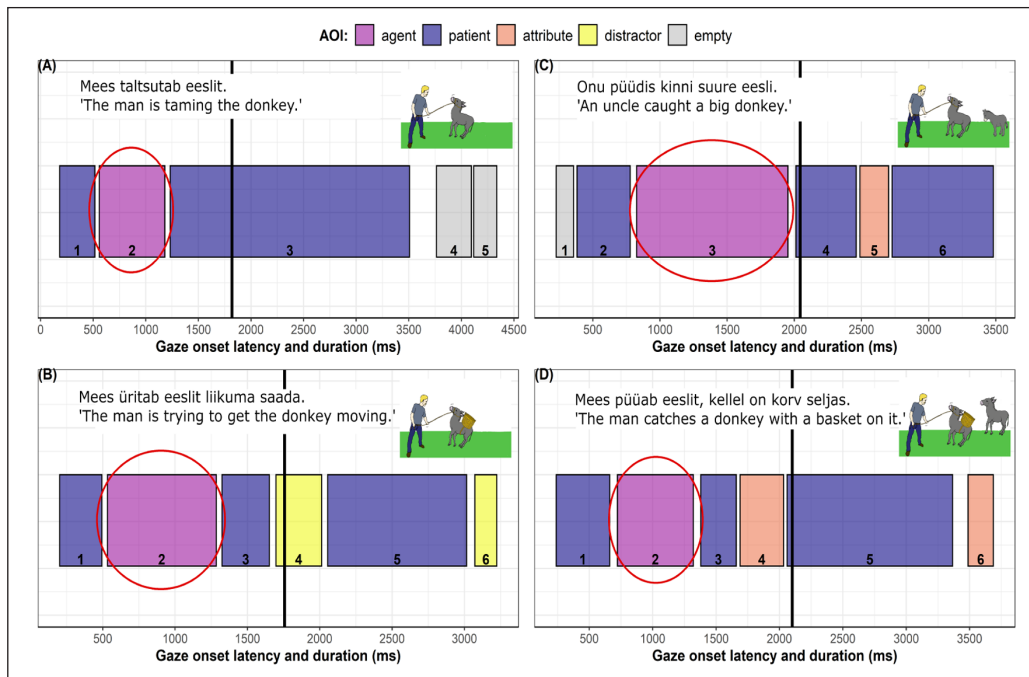 AOI: agent patient attribute distractor empty
(A)
Mees taltsutab eeslit.
'The man is taming the donkey.'
1 2 3 4 5
0 500 1000 1500 2000 2500 3000 3500 4000 4500
Gaze onset latency and duration (ms)
(C)
Onu püüdis kinni suure eesli.
'An uncle caught a big donkey.'
1 2 3 4 5 6
500 1000 1500 2000 2500 3000 3500
Gaze onset latency and duration (ms)
(B)
Mees üritab eeslit liikuma saada.
'The man is trying to get the donkey moving.'
1 2 3 4 5 6
500 1000 1500 2000 2500 3000
Gaze onset latency and duration (ms)
(D)
Mees püüab eeslit, kellel on korv seljas.
'The man catches a donkey with a basket on it.'
1 2 3 4 5 6
500 1000 1500 2000 2500 3000 3500
Gaze onset latency and duration (ms)